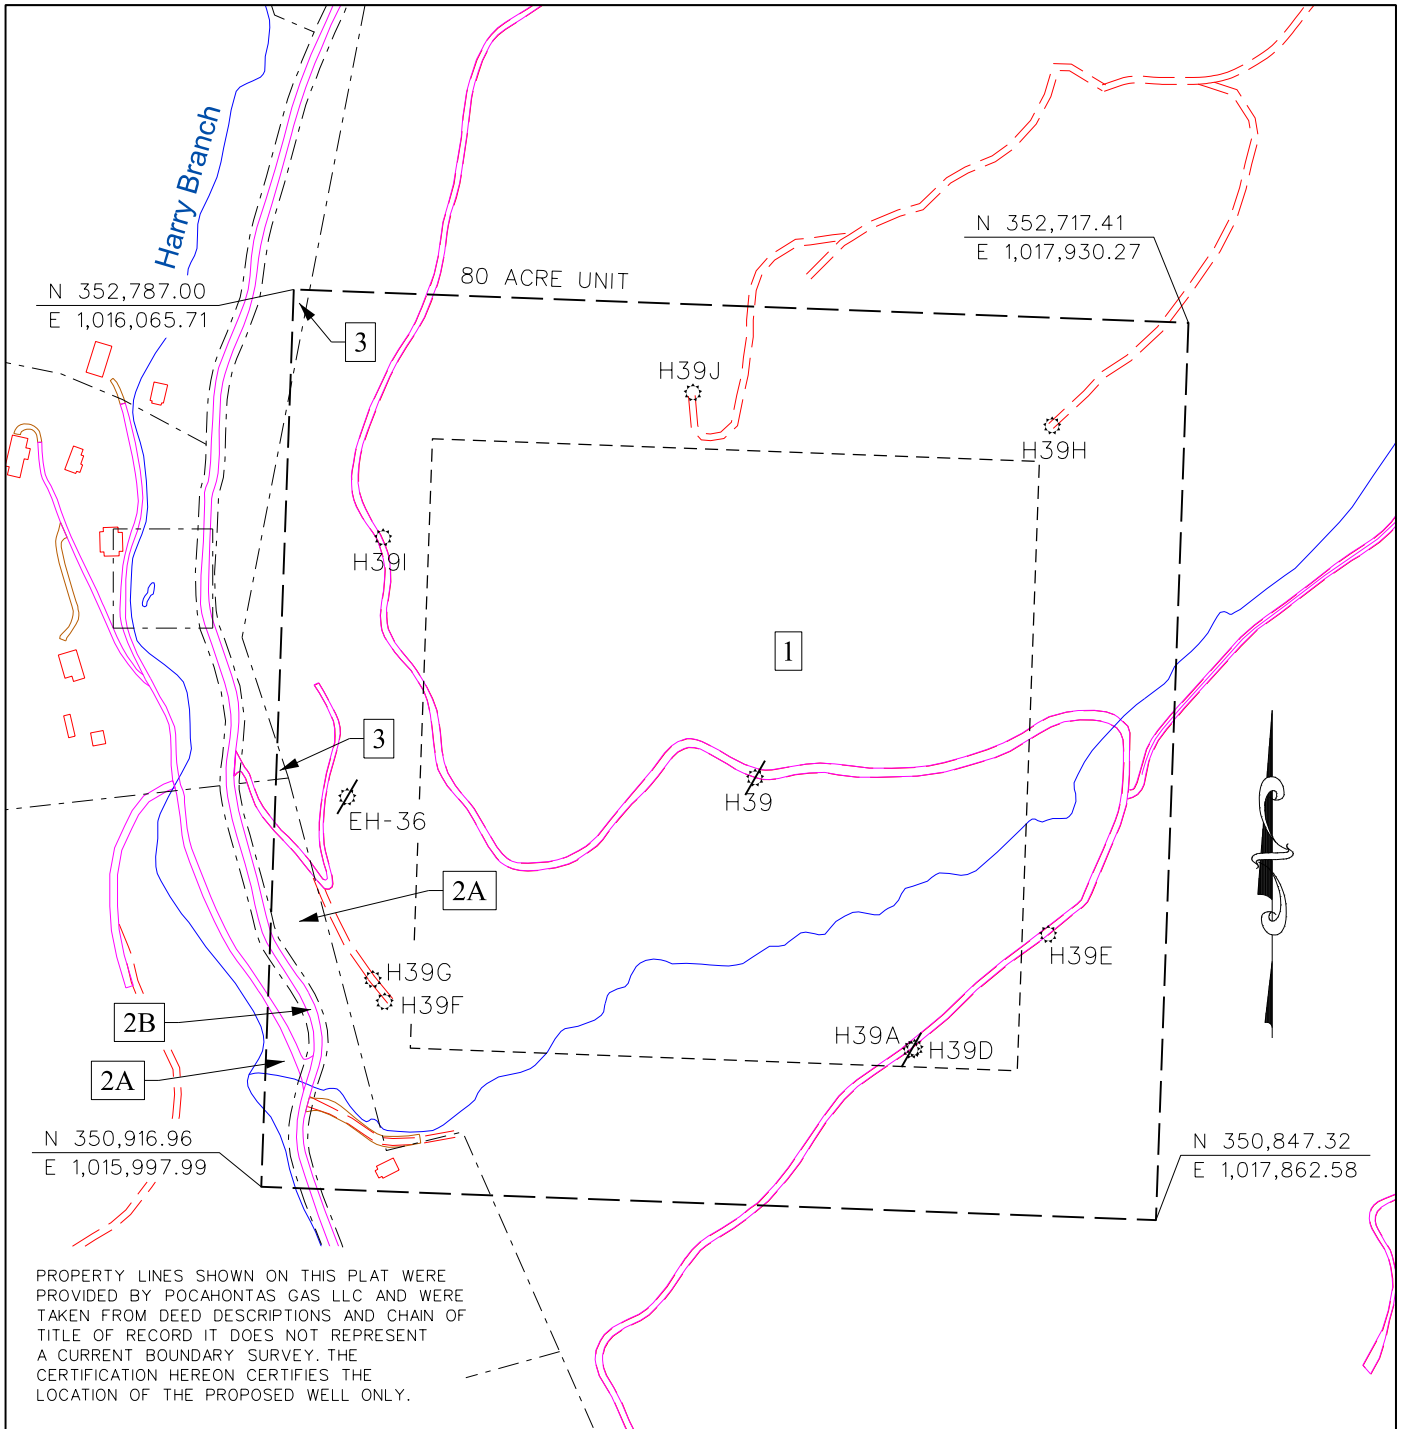 Harry Branch
N 352,717.41
E 1,017,930.27
80 ACRE UNIT
N 352,787.00
E 1,016,065.71
3
H39J
H39H
H39I
1
3
H39
EH-36
2A
H39E
H39G
H39F
2B
H39A
H39D
2A
N 350,916.96
E 1,015,997.99
N 350,847.32
E 1,017,862.58
PROPERTY LINES SHOWN ON THIS PLAT WERE
PROVIDED BY POCAHONTAS GAS LLC AND WERE
TAKEN FROM DEED DESCRIPTIONS AND CHAIN OF
TITLE OF RECORD IT DOES NOT REPRESENT
A CURRENT BOUNDARY SURVEY. THE
CERTIFICATION HEREON CERTIFIES THE
LOCATION OF THE PROPOSED WELL ONLY.